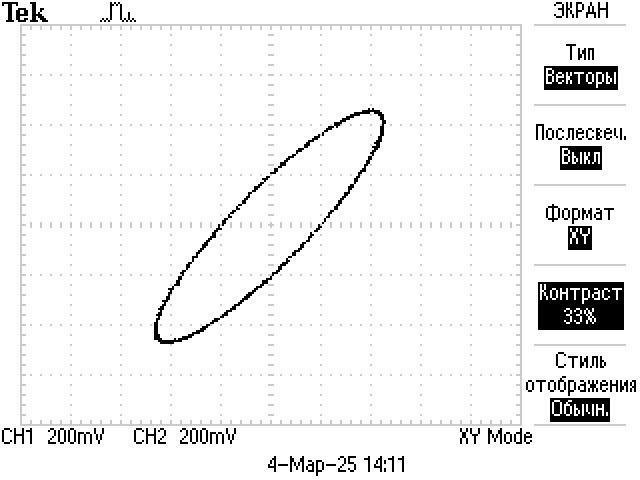 Tek
ЭКРАН
Тип
Векторы
Послесвеч.
Выкл
Формат
XY
Контраст
33%
Стиль
отображения
Обычн.
CH1 200mV CH2 200mV XY Mode
4-Мар-25 14:11